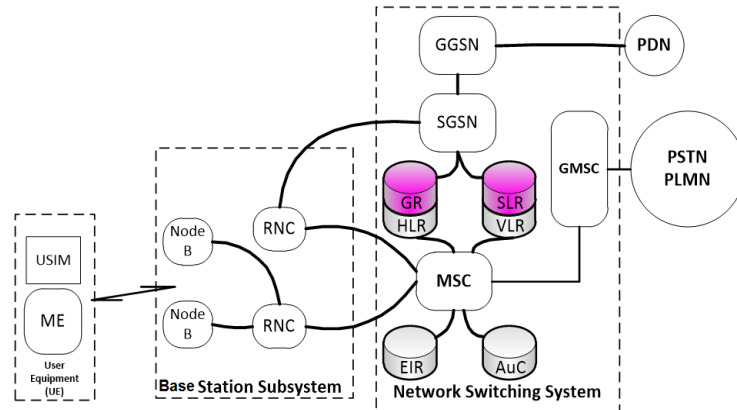 GGSN
PDN
SGSN
GMSC
PSTN
PLMN
GR
HLR
SLR
VLR
RNC
Node
B
USIM
ME
User
Equipment
(UE)
Node
B
RNC
MSC
EIR
AuC
Base Station Subsystem
Network Switching System